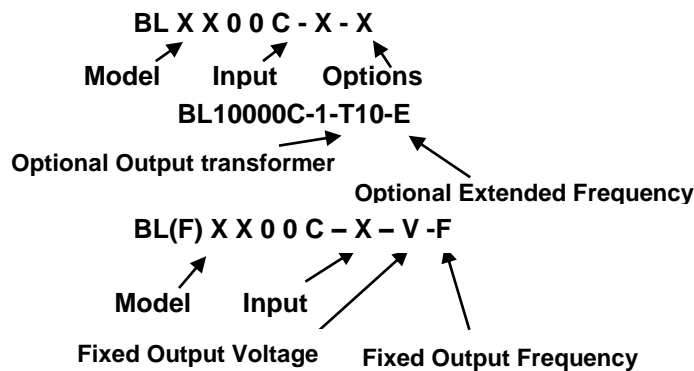 BL X X 0 0 C - X - X
Model Input Options
BL10000C-1-T10-E
Optional Output transformer
Optional Extended Frequency
BL(F) X X 0 0 C – X – V -F
Model Input
Fixed Output Voltage Fixed Output Frequency